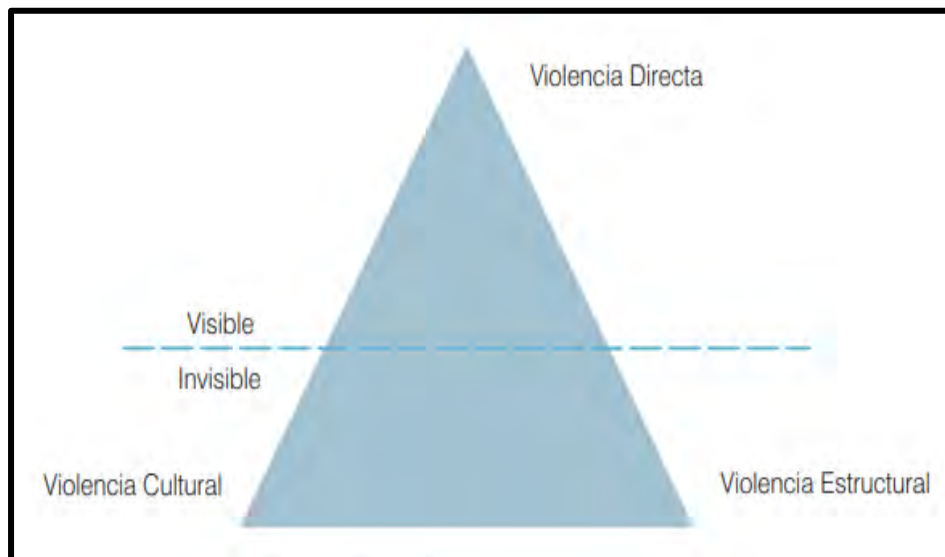 Violencia Directa
Visible
Invisible
Violencia Cultural
Violencia Estructural